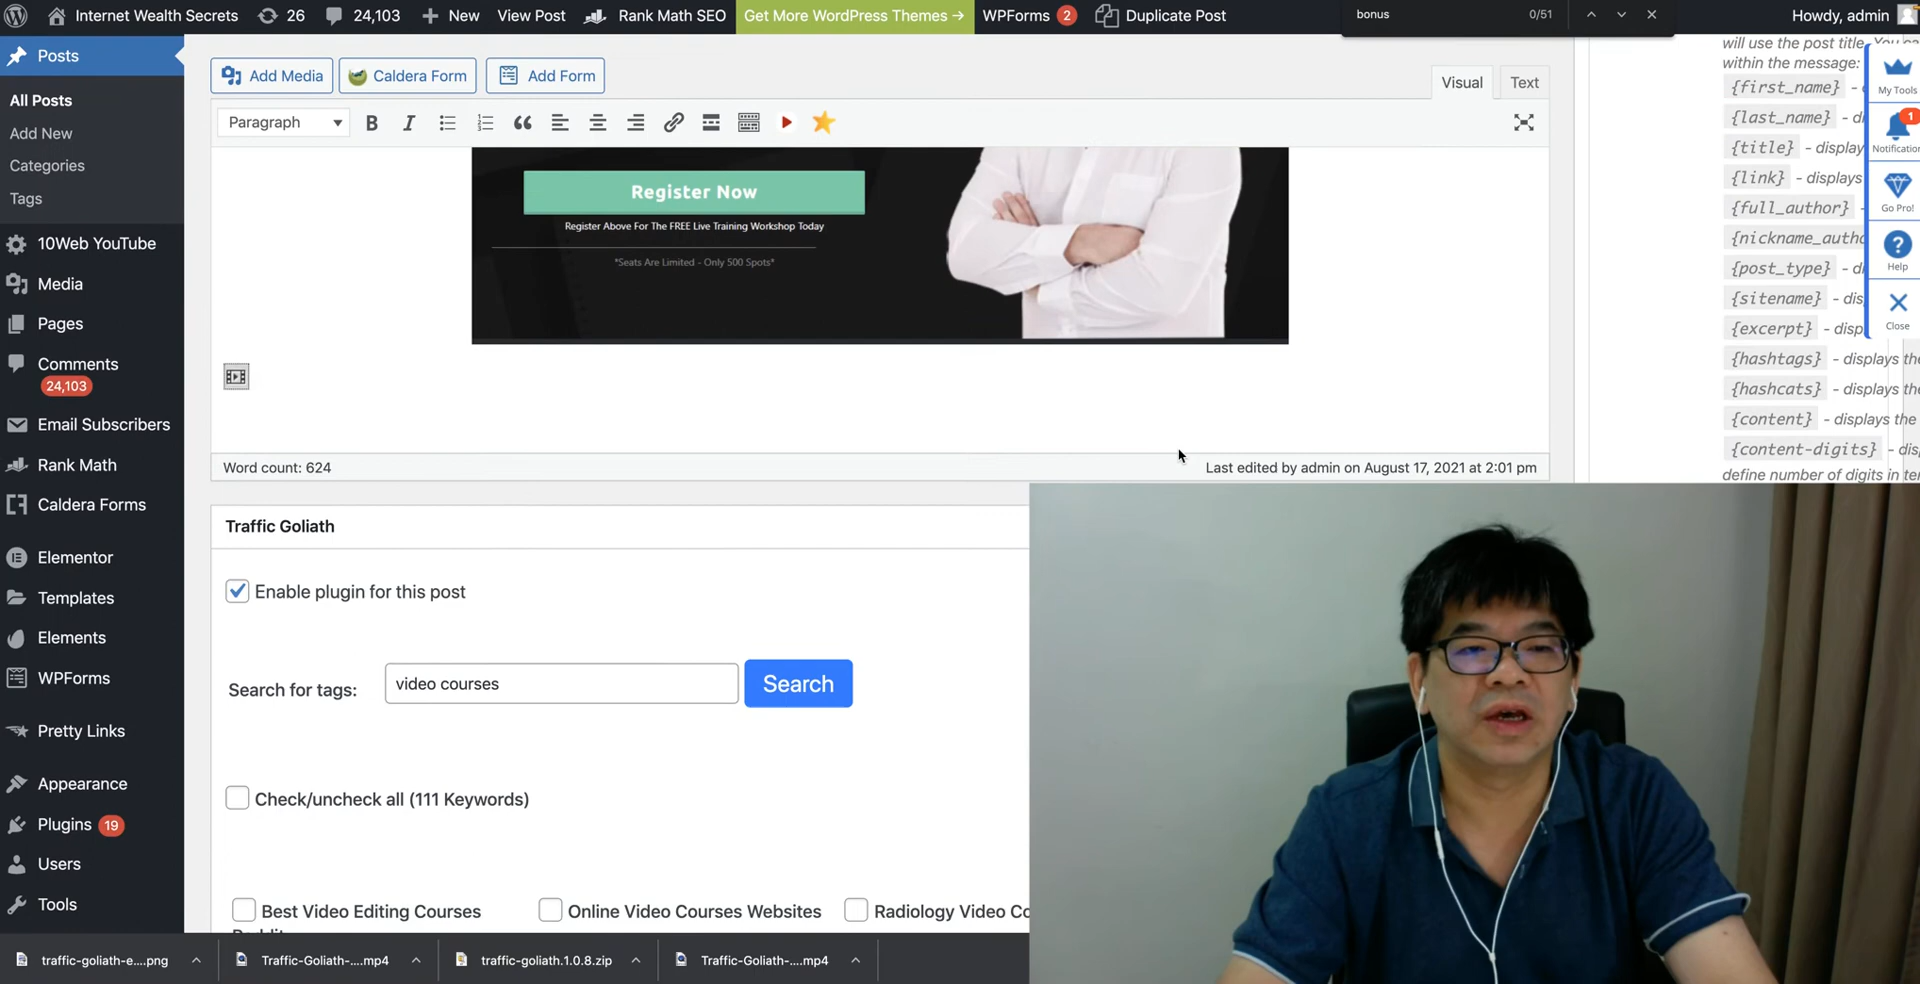 Internet Wealth Secrets
26
24,103
New
View Post
Rank Math SEO
Get More WordPress Themes →
WPForms 2
Duplicate Post
bonus
0/51
Howdy, admin
Posts
All Posts
Add New
Categories
Tags
10Web YouTube
Media
Pages
Comments
24,103
Email Subscribers
Rank Math
Caldera Forms
Elementor
Templates
Elements
WPForms
Pretty Links
Appearance
Plugins 19
Users
Tools
Add Media
Caldera Form
Add Form
Visual
Text
Paragraph
B
I
Register Now
Register Above For The FREE Live Training Workshop Today
*Seats Are Limited - Only 500 Spots*
Word count: 624
Last edited by admin on August 17, 2021 at 2:01 pm
Traffic Goliath
Enable plugin for this post
Search for tags:
video courses
Search
Check/uncheck all (111 Keywords)
Best Video Editing Courses
Online Video Courses Websites
Radiology Video
will use the post title.
within the message:
{first_name} -
{last_name} -
{title} - display
{link} - displays
{full_author}
{nickname_autho
{post_type} -
{sitename} -
{excerpt} -
{hashtags} - displays the
{hashcats} - displays the
{content} - displays the
{content-digits} -
define number of digits in
My Tools
1
Notification
Go Pro!
Help
Close
traffic-goliath-e....png
Traffic-Goliath-....mp4
traffic-goliath.1.0.8.zip
Traffic-Goliath-....mp4